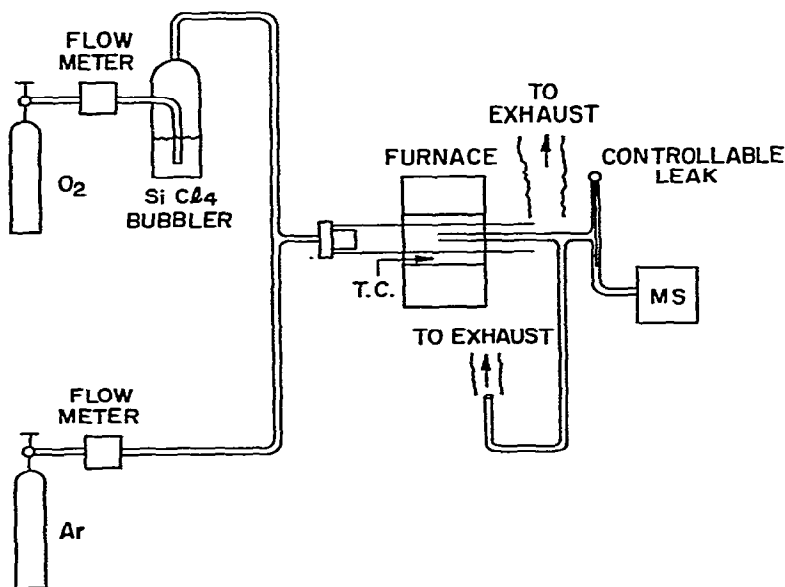 FLOW
METER
O2
Si Cl4
BUBBLER
TO
EXHAUST
FURNACE
CONTROLLABLE
LEAK
T.C.
MS
TO EXHAUST
FLOW
METER
Ar